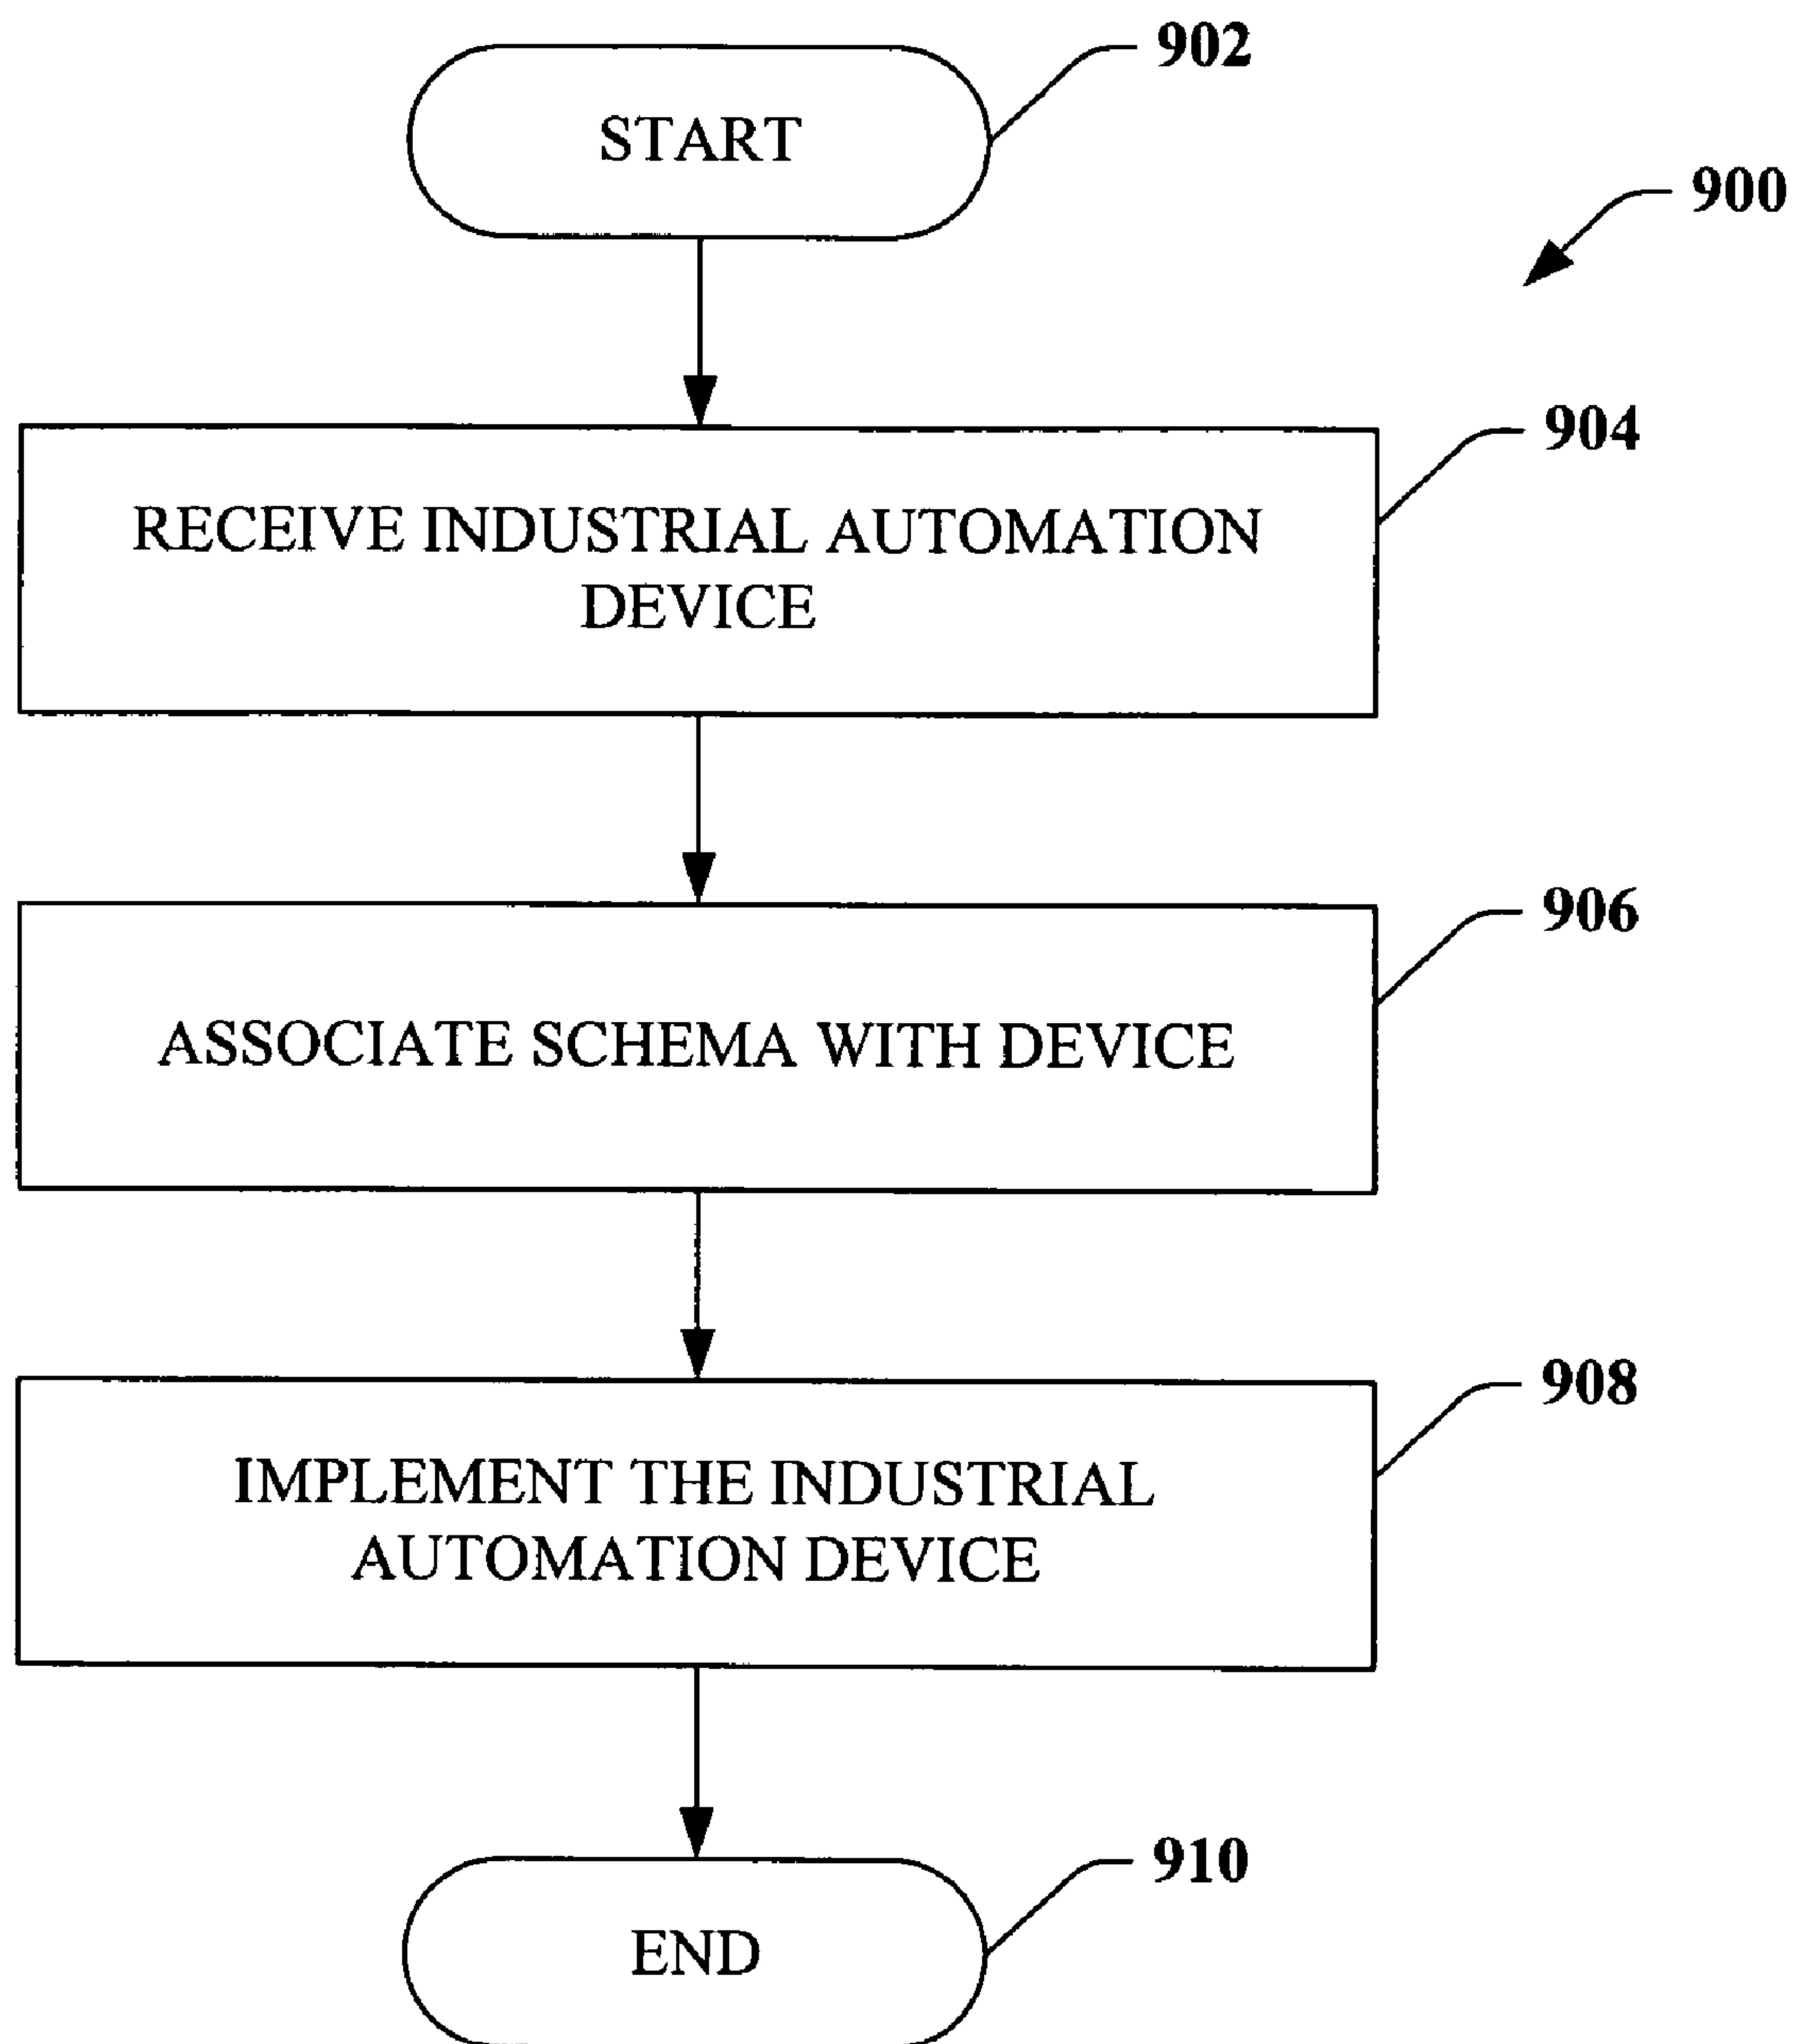 START
902
900
RECEIVE INDUSTRIAL AUTOMATION
DEVICE
904
ASSOCIATE SCHEMA WITH DEVICE
906
IMPLEMENT THE INDUSTRIAL
AUTOMATION DEVICE
908
END
910